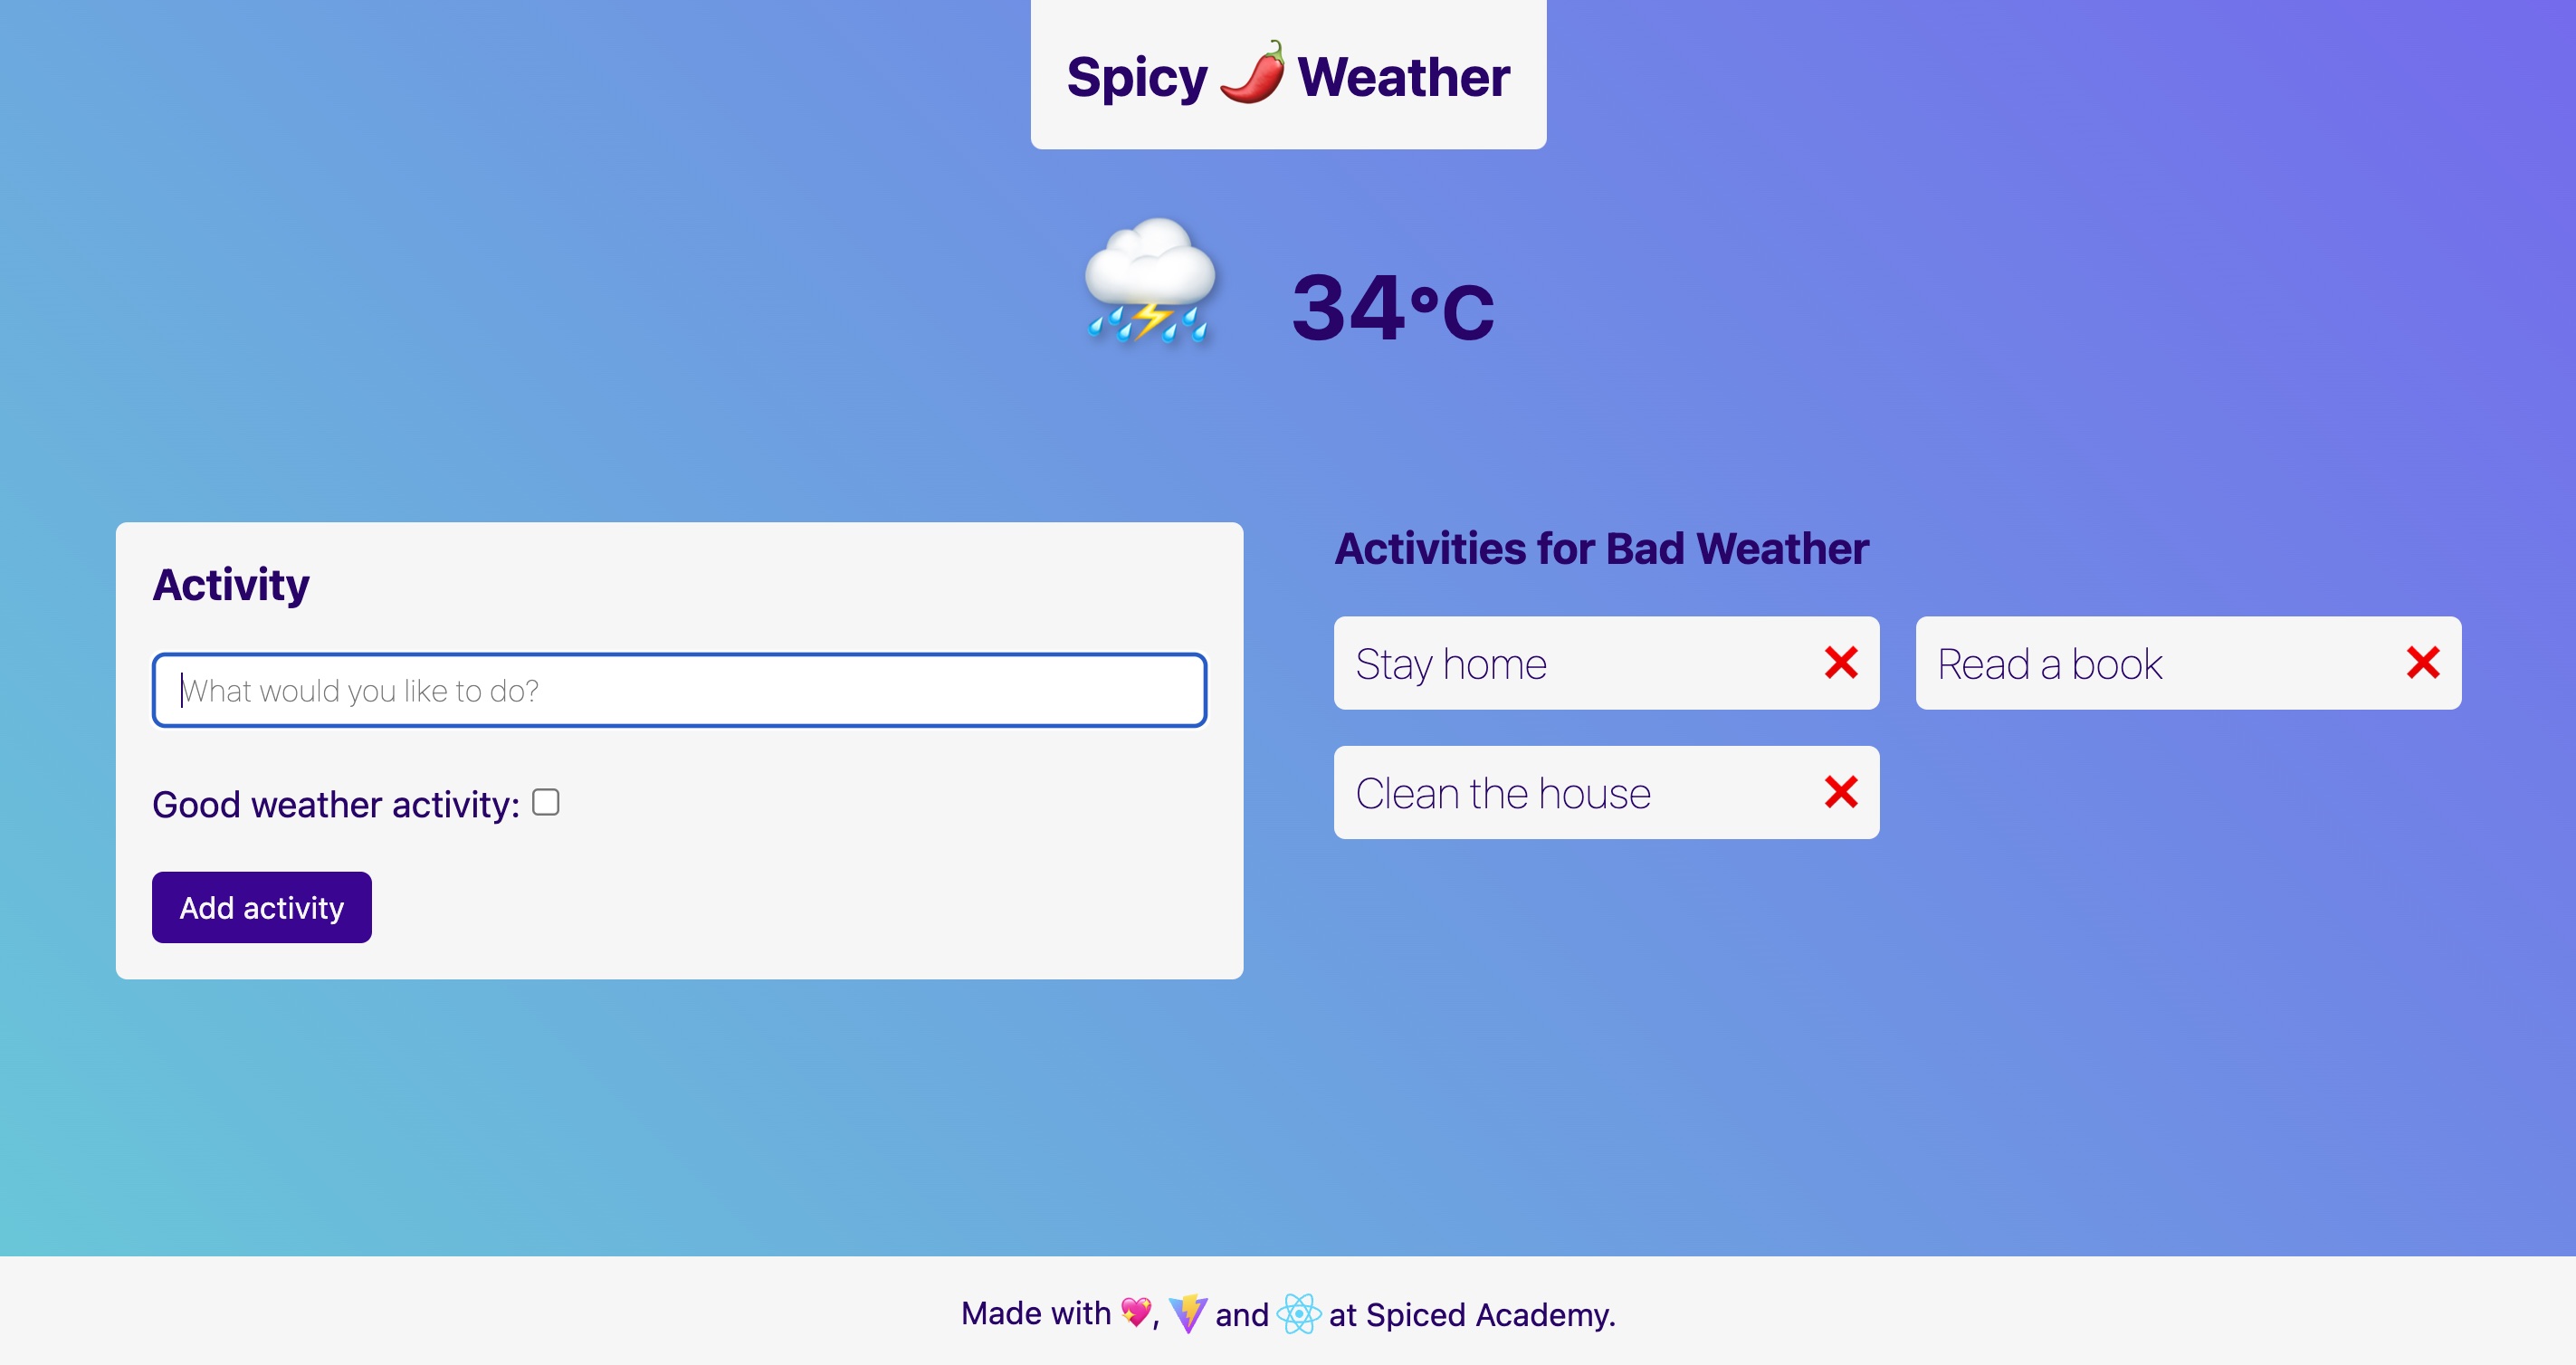 Spicy 🌶️ Weather
34°C
Activity
What would you like to do?
Good weather activity:
Add activity
Activities for Bad Weather
Stay home ❌
Read a book ❌
Clean the house ❌
Made with 💖, and at Spiced Academy.